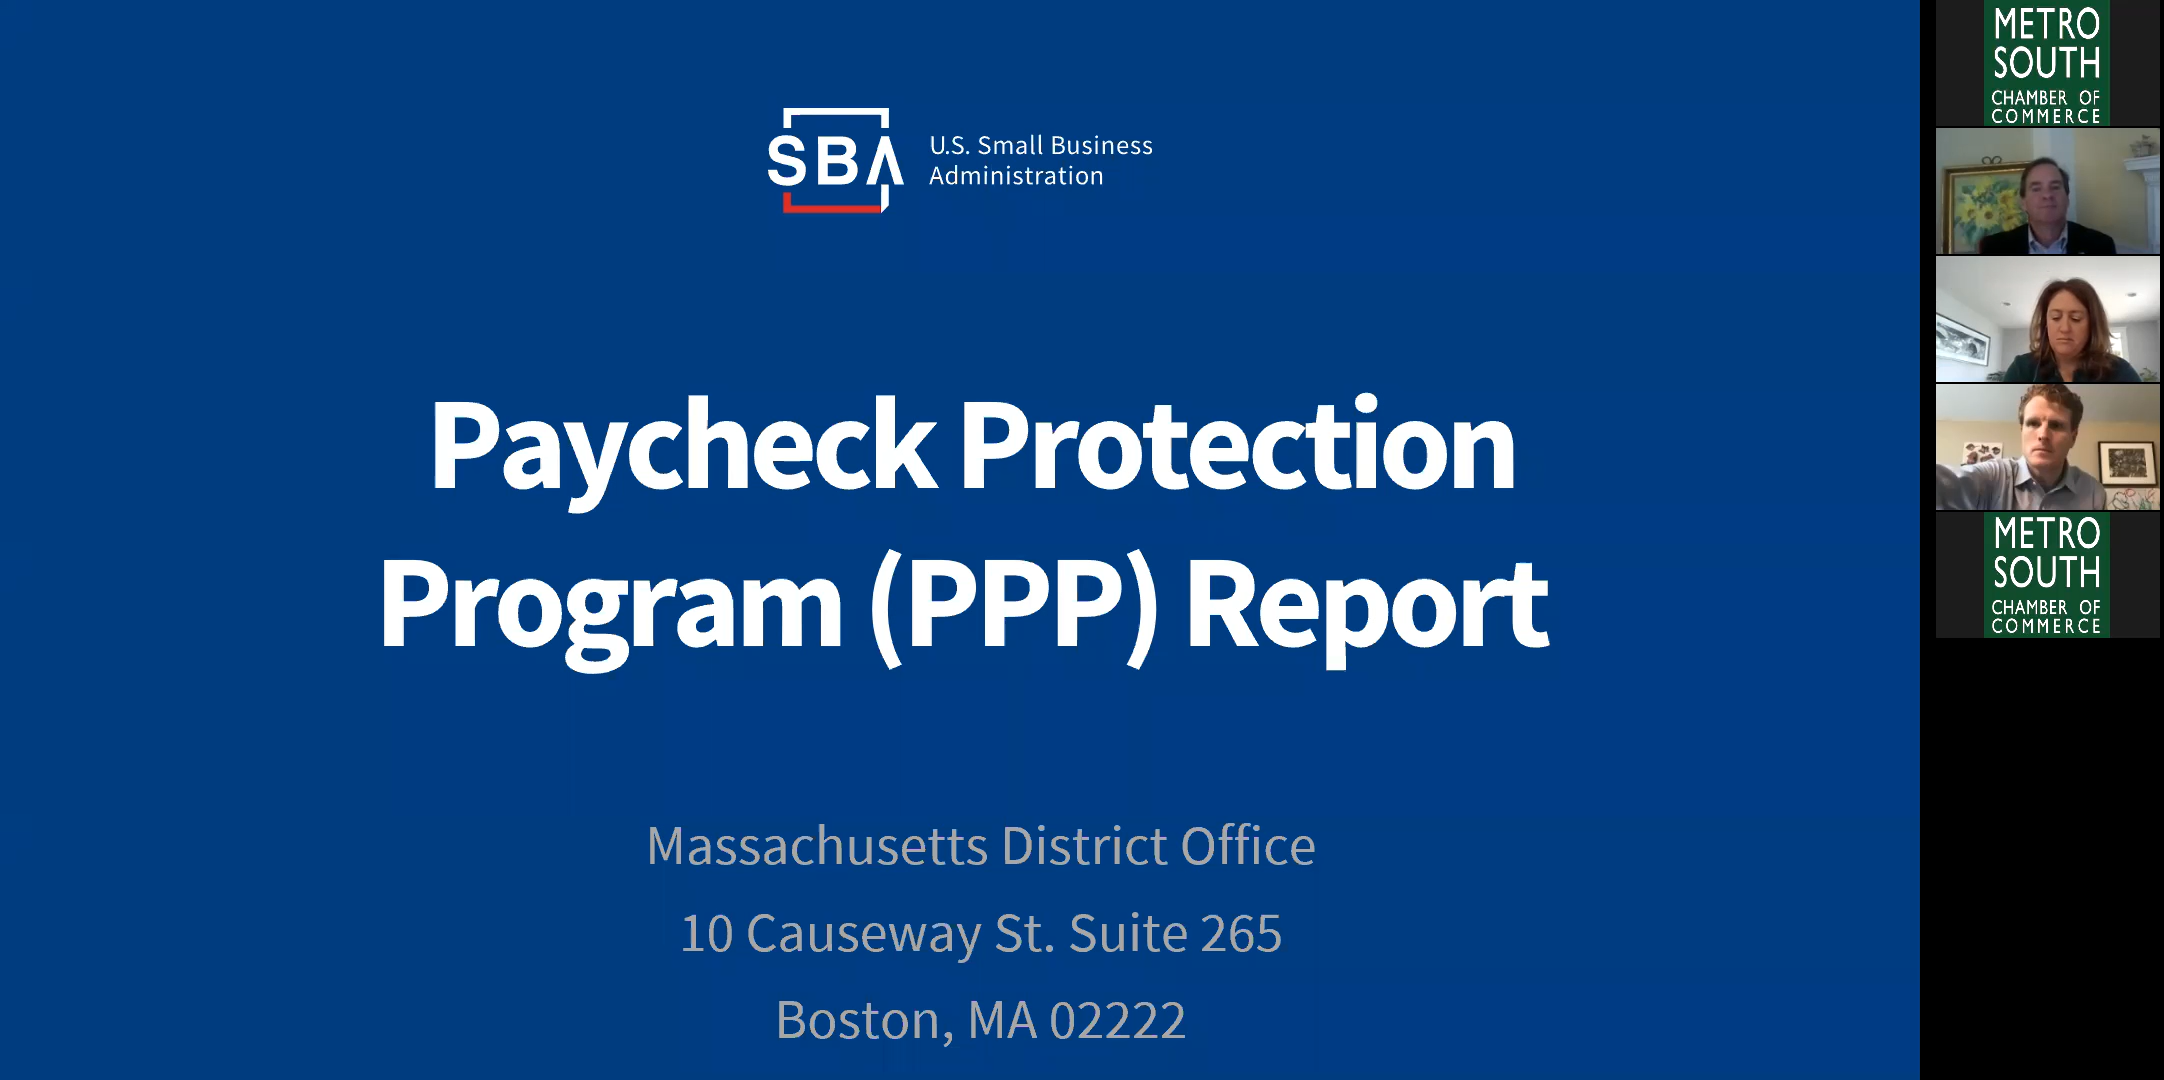 SBA
U.S. Small Business
Administration
Paycheck Protection
Program (PPP) Report
Massachusetts District Office
10 Causeway St. Suite 265
Boston, MA 02222
METRO
SOUTH
CHAMBER OF
COMMERCE
METRO
SOUTH
CHAMBER OF
COMMERCE